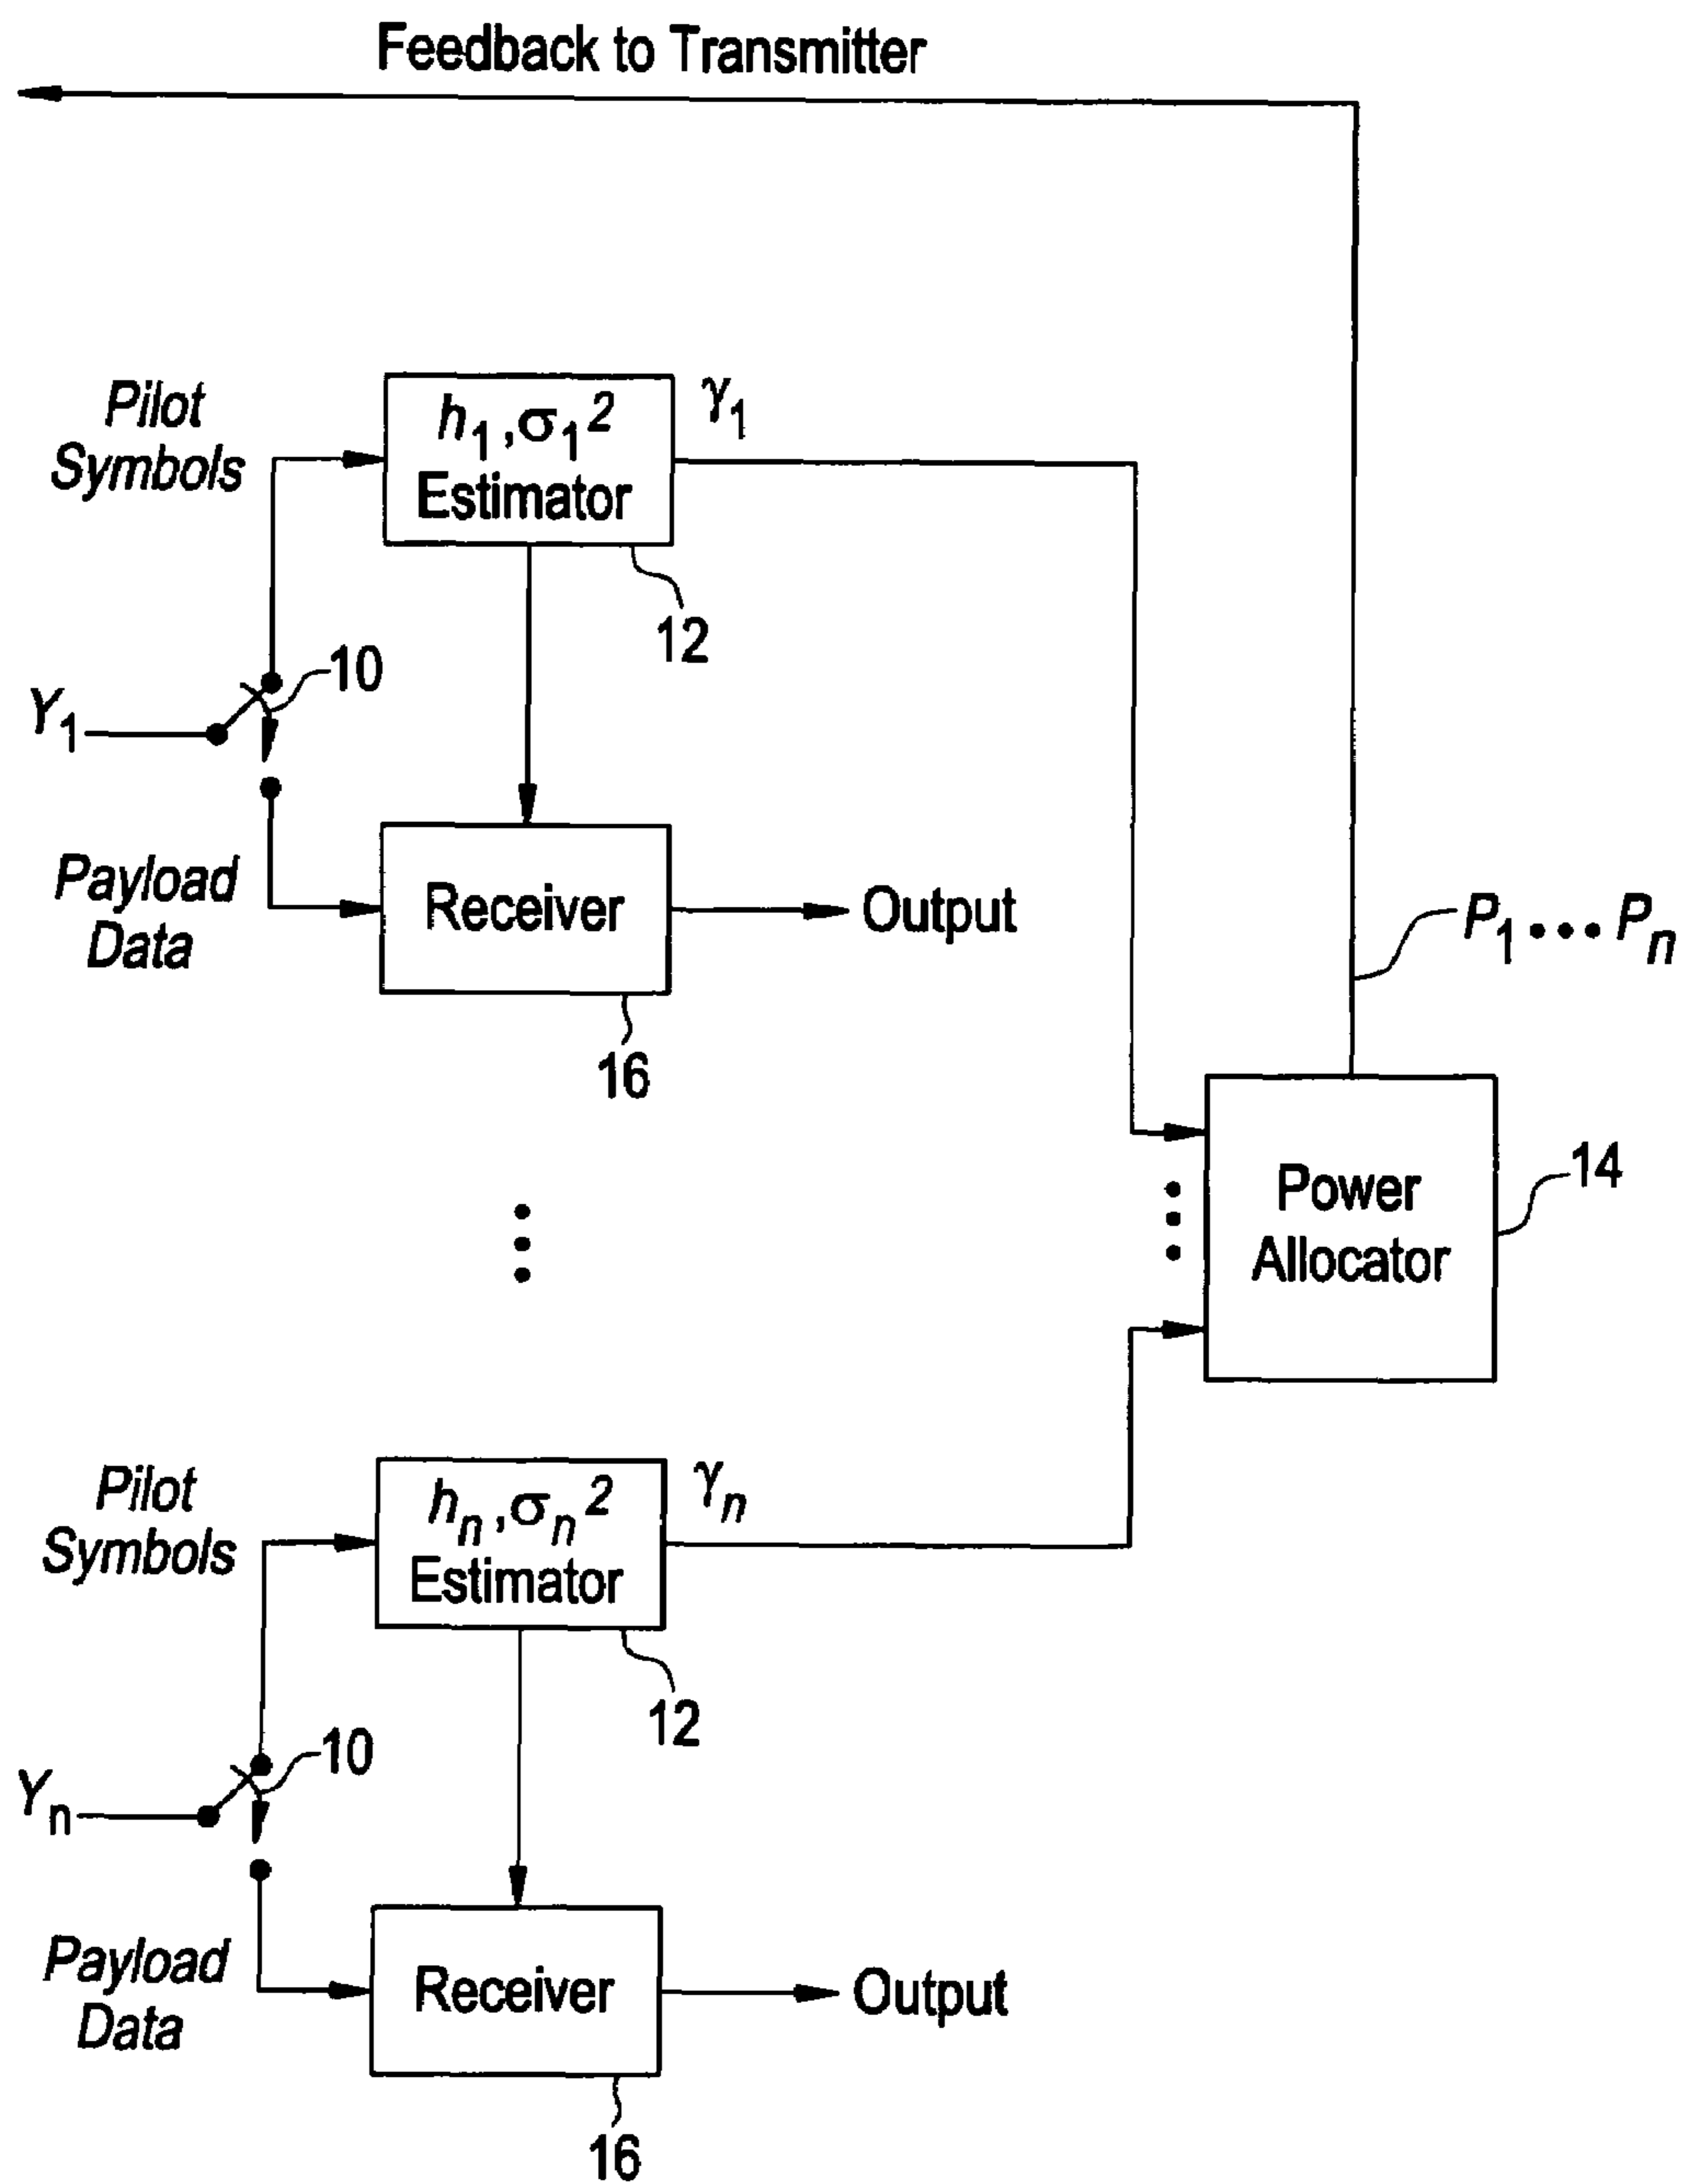 Feedback to Transmitter
Pilot
Symbols
h₁,σ₁²
Estimator
γ₁
12
10
Y₁
Payload
Data
Receiver
Output
16
P₁ ••• Pₙ
Power
Allocator
14
Pilot
Symbols
hₙ,σₙ²
Estimator
γₙ
12
10
Yₙ
Payload
Data
Receiver
Output
16